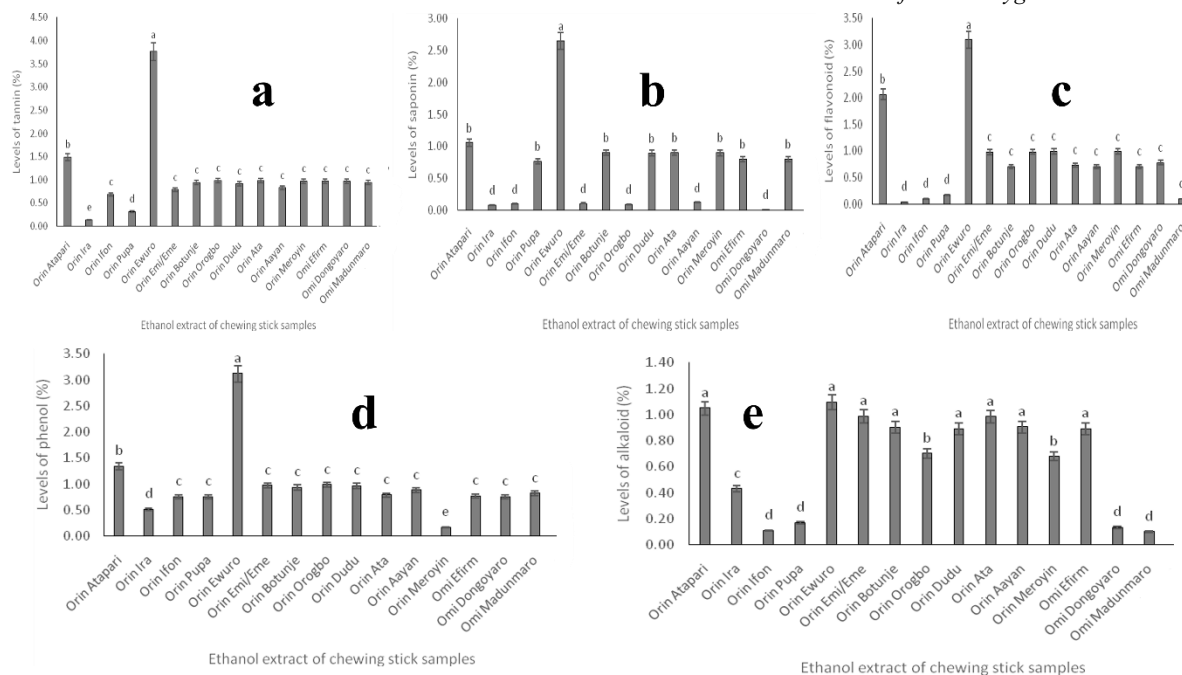 Levels of tannin (%)
4.50
4.00
3.50
3.00
2.50
2.00
1.50
1.00
0.50
0.00
b
e
c
d
a
c
c
c
c
c
c
c
c
c
c
a
Orin Atapari
Orin Ira
Orin Ifon
Orin Pupa
Orin Ewuro
Orin Emi/Eme
Orin Botunje
Orin Orogbo
Orin Dudu
Orin Ata
Orin Aayan
Orin Meroyin
Omi Efirm
Omi Dongoyaro
Omi Madunmaro
Ethanol extract of chewing stick samples
Levels of saponin (%)
3.00
2.50
2.00
1.50
1.00
0.50
0.00
b
d
d
b
a
d
b
d
b
b
d
b
b
d
b
b
Orin Atapari
Orin Ira
Orin Ifon
Orin Pupa
Orin Ewuro
Orin Emi/Eme
Orin Botunje
Orin Orogbo
Orin Dudu
Orin Ata
Orin Aayan
Orin Meroyin
Omi Efirm
Omi Dongoyaro
Omi Madunmaro
Ethanol extract of chewing stick samples
Levels of flavonoid (%)
3.50
3.00
2.50
2.00
1.50
1.00
0.50
0.00
b
d
d
d
a
c
c
c
c
c
c
c
c
c
c
Orin Atapari
Orin Ira
Orin Ifon
Orin Pupa
Orin Ewuro
Orin Emi/Eme
Orin Botunje
Orin Orogbo
Orin Dudu
Orin Ata
Orin Aayan
Orin Meroyin
Omi Efirm
Omi Dongoyaro
Omi Madunmaro
Ethanol extract of chewing stick samples
Levels of phenol (%)
3.50
3.00
2.50
2.00
1.50
1.00
0.50
0.00
b
d
c
c
a
c
c
c
c
c
c
e
c
c
c
d
Orin Atapari
Orin Ira
Orin Ifon
Orin Pupa
Orin Ewuro
Orin Emi/Eme
Orin Botunje
Orin Orogbo
Orin Dudu
Orin Ata
Orin Aayan
Orin Meroyin
Omi Efirm
Omi Dongoyaro
Omi Madunmaro
Ethanol extract of chewing stick samples
Levels of alkaloid (%)
1.40
1.20
1.00
0.80
0.60
0.40
0.20
0.00
a
c
d
d
a
a
a
b
a
a
a
b
a
d
d
e
Orin Atapari
Orin Ira
Orin Ifon
Orin Pupa
Orin Ewuro
Orin Emi/Eme
Orin Botunje
Orin Orogbo
Orin Dudu
Orin Ata
Orin Aayan
Orin Meroyin
Omi Efirm
Omi Dongoyaro
Omi Madunmaro
Ethanol extract of chewing stick samples